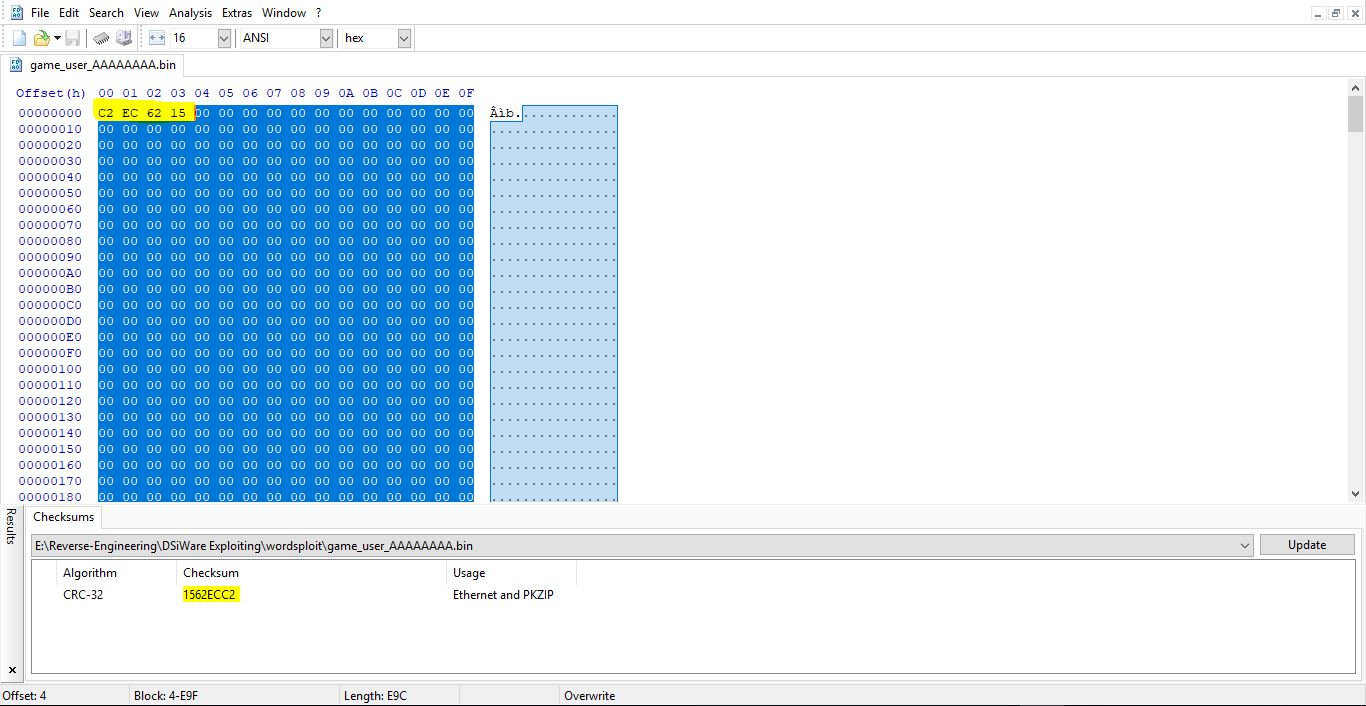 File Edit Search View Analysis Extras Window ?
16 ANSI hex
game_user_AAAAAAAA.bin
Offset(h) 00 01 02 03 04 05 06 07 08 09 0A 0B 0C 0D 0E 0F
00000000 C2 EC 62 15 00 00 00 00 00 00 00 00 00 00 00 00 Âìb.............
00000010 00 00 00 00 00 00 00 00 00 00 00 00 00 00 00 00 ................
00000020 00 00 00 00 00 00 00 00 00 00 00 00 00 00 00 00 ................
00000030 00 00 00 00 00 00 00 00 00 00 00 00 00 00 00 00 ................
00000040 00 00 00 00 00 00 00 00 00 00 00 00 00 00 00 00 ................
00000050 00 00 00 00 00 00 00 00 00 00 00 00 00 00 00 00 ................
00000060 00 00 00 00 00 00 00 00 00 00 00 00 00 00 00 00 ................
00000070 00 00 00 00 00 00 00 00 00 00 00 00 00 00 00 00 ................
00000080 00 00 00 00 00 00 00 00 00 00 00 00 00 00 00 00 ................
00000090 00 00 00 00 00 00 00 00 00 00 00 00 00 00 00 00 ................
000000A0 00 00 00 00 00 00 00 00 00 00 00 00 00 00 00 00 ................
000000B0 00 00 00 00 00 00 00 00 00 00 00 00 00 00 00 00 ................
000000C0 00 00 00 00 00 00 00 00 00 00 00 00 00 00 00 00 ................
000000D0 00 00 00 00 00 00 00 00 00 00 00 00 00 00 00 00 ................
000000E0 00 00 00 00 00 00 00 00 00 00 00 00 00 00 00 00 ................
000000F0 00 00 00 00 00 00 00 00 00 00 00 00 00 00 00 00 ................
00000100 00 00 00 00 00 00 00 00 00 00 00 00 00 00 00 00 ................
00000110 00 00 00 00 00 00 00 00 00 00 00 00 00 00 00 00 ................
00000120 00 00 00 00 00 00 00 00 00 00 00 00 00 00 00 00 ................
00000130 00 00 00 00 00 00 00 00 00 00 00 00 00 00 00 00 ................
00000140 00 00 00 00 00 00 00 00 00 00 00 00 00 00 00 00 ................
00000150 00 00 00 00 00 00 00 00 00 00 00 00 00 00 00 00 ................
00000160 00 00 00 00 00 00 00 00 00 00 00 00 00 00 00 00 ................
00000170 00 00 00 00 00 00 00 00 00 00 00 00 00 00 00 00 ................
00000180 00 00 00 00 00 00 00 00 00 00 00 00 00 00 00 00 ................
Results
Checksums
E:\Reverse-Engineering\DSiWare Exploiting\wordsploit\game_user_AAAAAAAA.bin Update
Algorithm Checksum Usage
CRC-32 1562ECC2 Ethernet and PKZIP
Offset: 4 Block: 4-E9F Length: E9C Overwrite